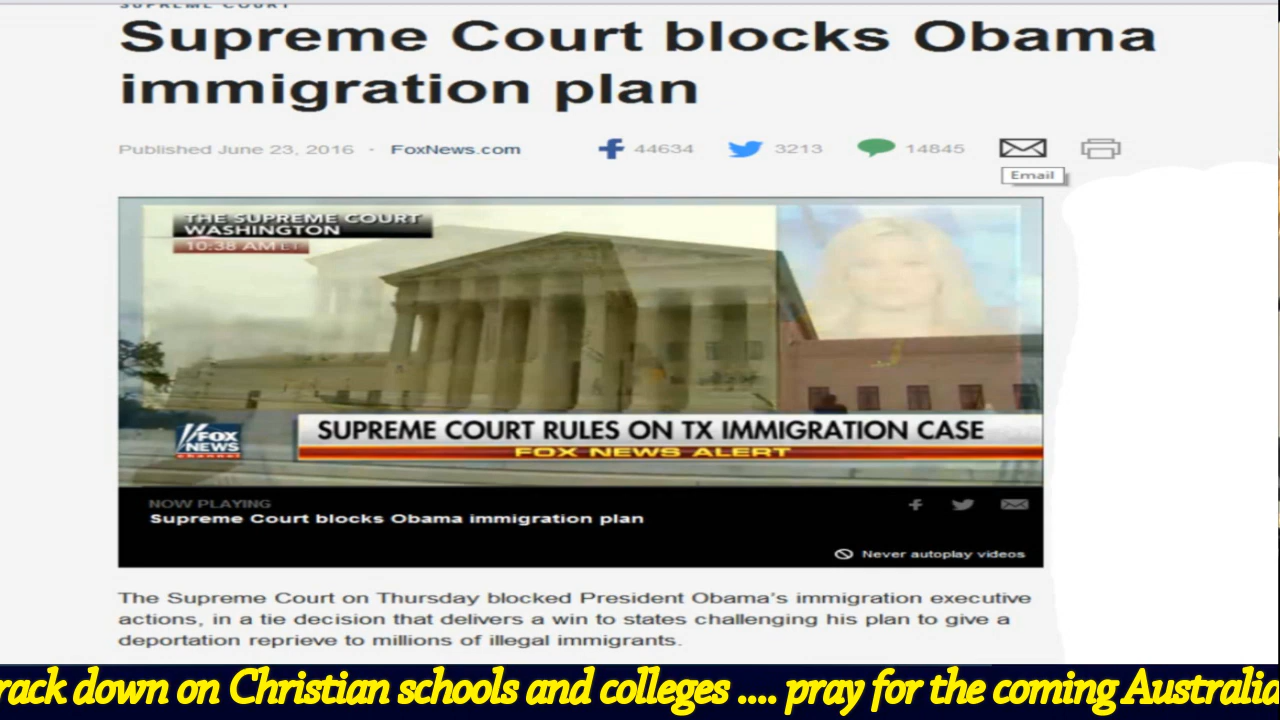 SUPREME COURT
Supreme Court blocks Obama
immigration plan
Published June 23, 2016 · FoxNews.com 44634 3213 14845
Email
THE SUPREME COURT
WASHINGTON
10:38 AM ET
FOX
NEWS
channel
SUPREME COURT RULES ON TX IMMIGRATION CASE
FOX NEWS ALERT
NOW PLAYING
Supreme Court blocks Obama immigration plan
Never autoplay videos
The Supreme Court on Thursday blocked President Obama's immigration executive
actions, in a tie decision that delivers a win to states challenging his plan to give a
deportation reprieve to millions of illegal immigrants.
rack down on Christian schools and colleges .... pray for the coming Australia